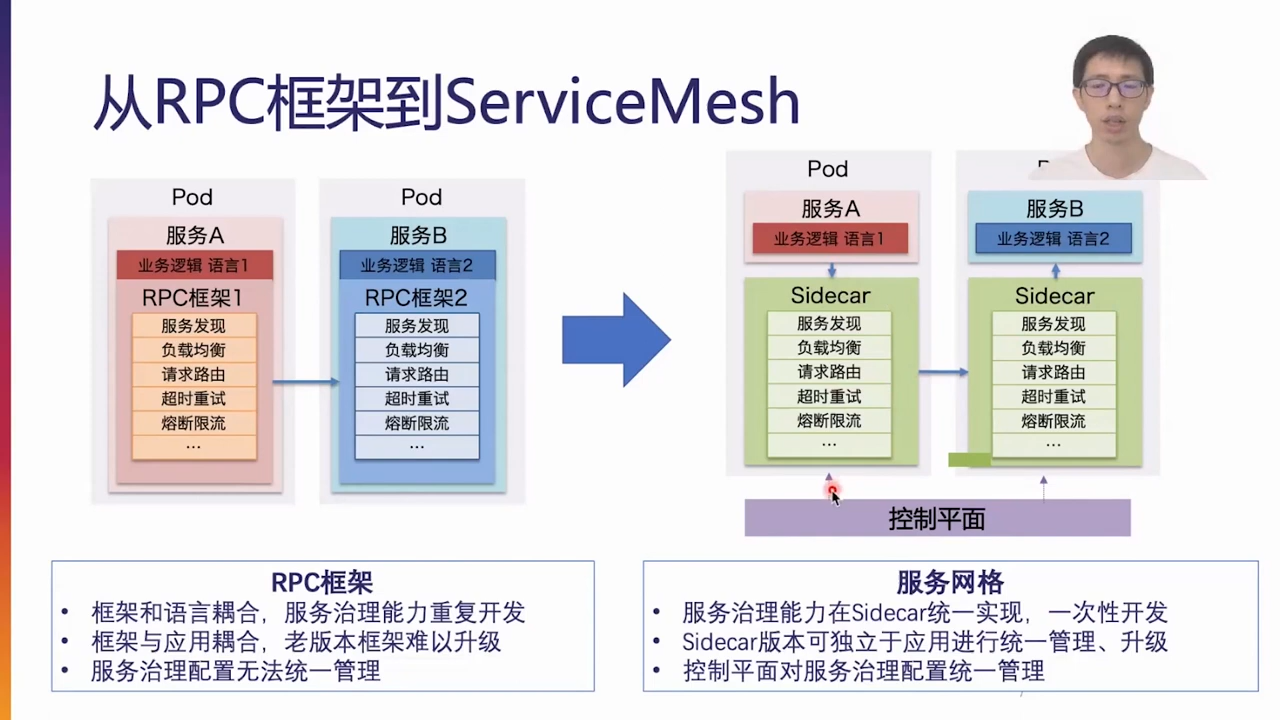 从RPC框架到ServiceMesh
Pod
服务A
业务逻辑 语言1
RPC框架1
服务发现
负载均衡
请求路由
超时重试
熔断限流
...
Pod
服务B
业务逻辑 语言2
RPC框架2
服务发现
负载均衡
请求路由
超时重试
熔断限流
...
Pod
服务A
业务逻辑 语言1
Sidecar
服务发现
负载均衡
请求路由
超时重试
熔断限流
...
服务B
业务逻辑 语言2
Sidecar
服务发现
负载均衡
请求路由
超时重试
熔断限流
...
控制平面
RPC框架
• 框架和语言耦合，服务治理能力重复开发
• 框架与应用耦合，老版本框架难以升级
• 服务治理配置无法统一管理
服务网格
• 服务治理能力在Sidecar统一实现，一次性开发
• Sidecar版本可独立于应用进行统一管理、升级
• 控制平面对服务治理配置统一管理